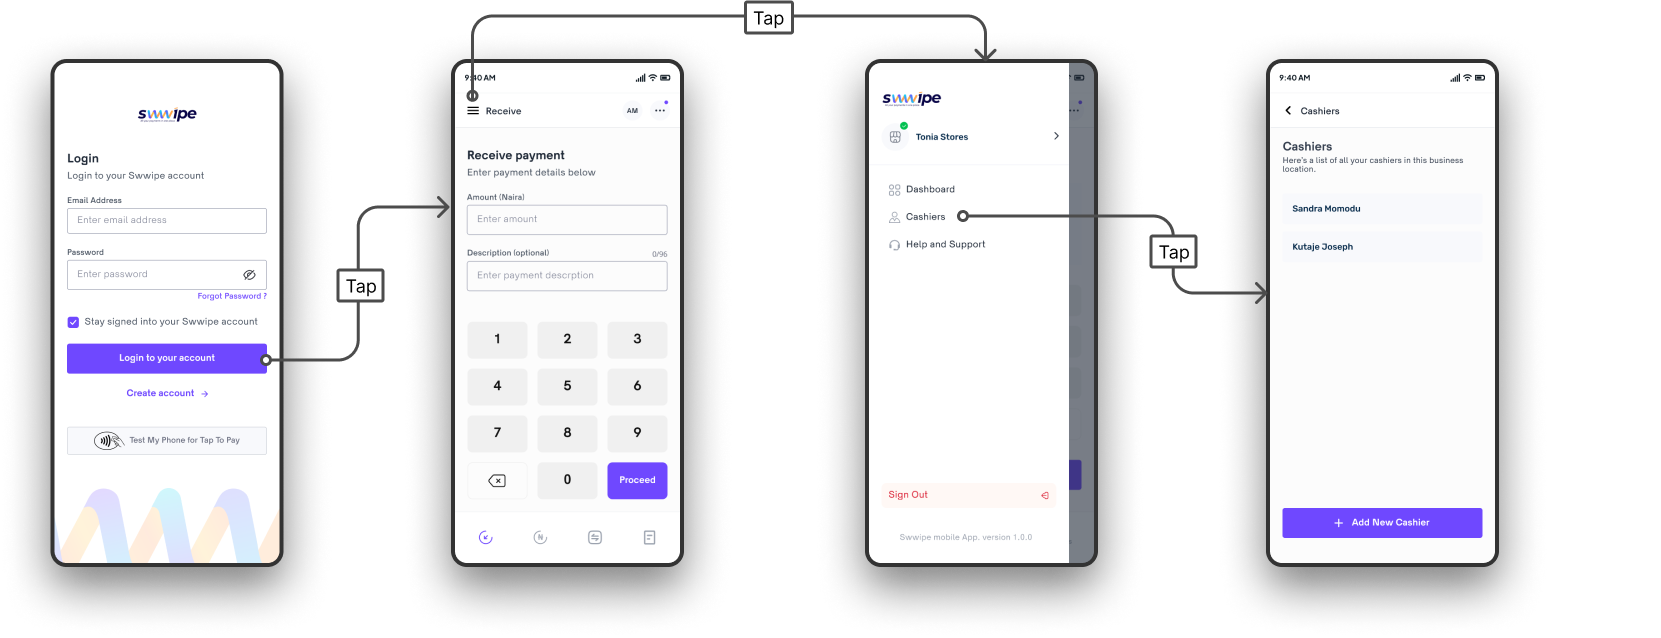 Tap
swwipe
Login
Login to your Swwipe account
Email Address
Enter email address
Password
Enter password
Forgot Password ?
Stay signed into your Swwipe account
Login to your account
Create account
Test My Phone for Tap To Pay
Tap
9:40 AM
Receive
AM
Receive payment
Enter payment details below
Amount (Naira)
Enter amount
Description (optional)
0/96
Enter payment descrption
1 2 3
4 5 6
7 8 9
0 Proceed
N
swwipe
Tonia Stores
Dashboard
Cashiers
Help and Support
Sign Out
Swwipe mobile App. version 1.0.0
Tap
9:40 AM
Cashiers
Cashiers
Here's a list of all your cashiers in this business
location.
Sandra Momodu
Kutaje Joseph
Add New Cashier